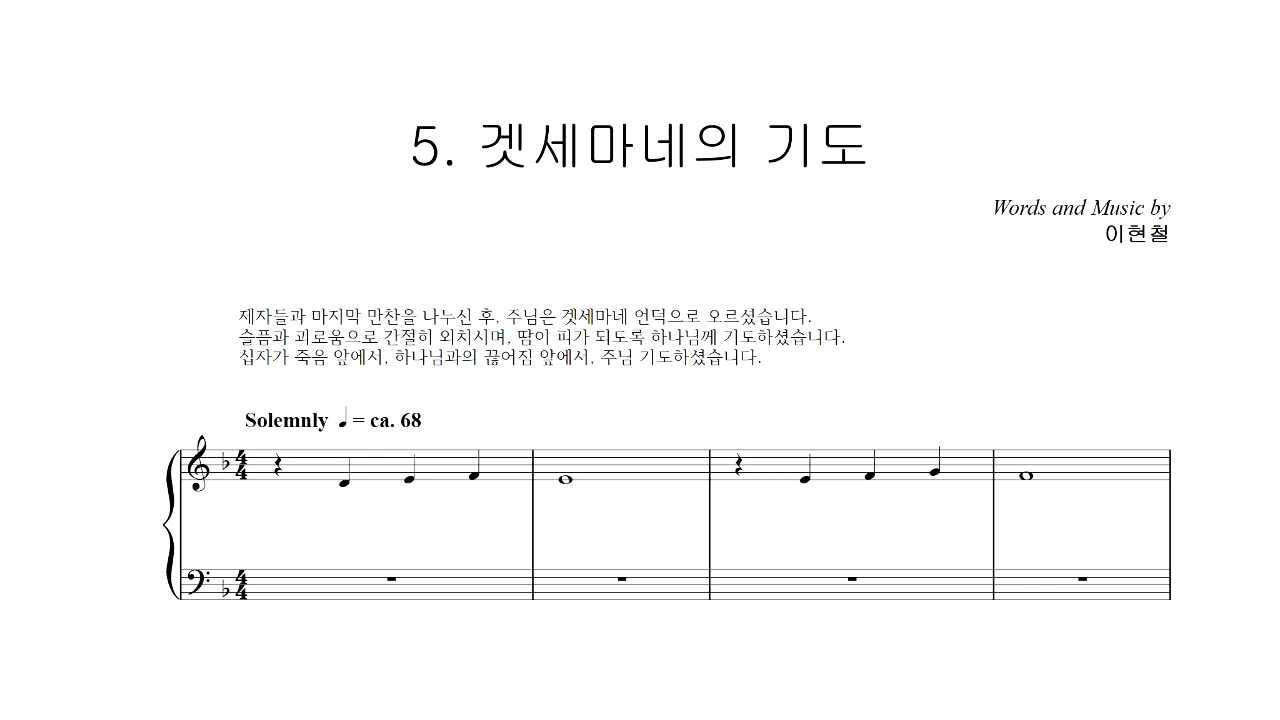 5. 겟세마네의 기도
Words and Music by
이현철
제자들과 마지막 만찬을 나누신 후, 주님은 겟세마네 언덕으로 오르셨습니다.
슬픔과 괴로움으로 간절히 외치시며, 땀이 피가 되도록 하나님께 기도하셨습니다.
십자가 죽음 앞에서, 하나님과의 끊어짐 앞에서, 주님 기도하셨습니다.
Solemnly ♩ = ca. 68